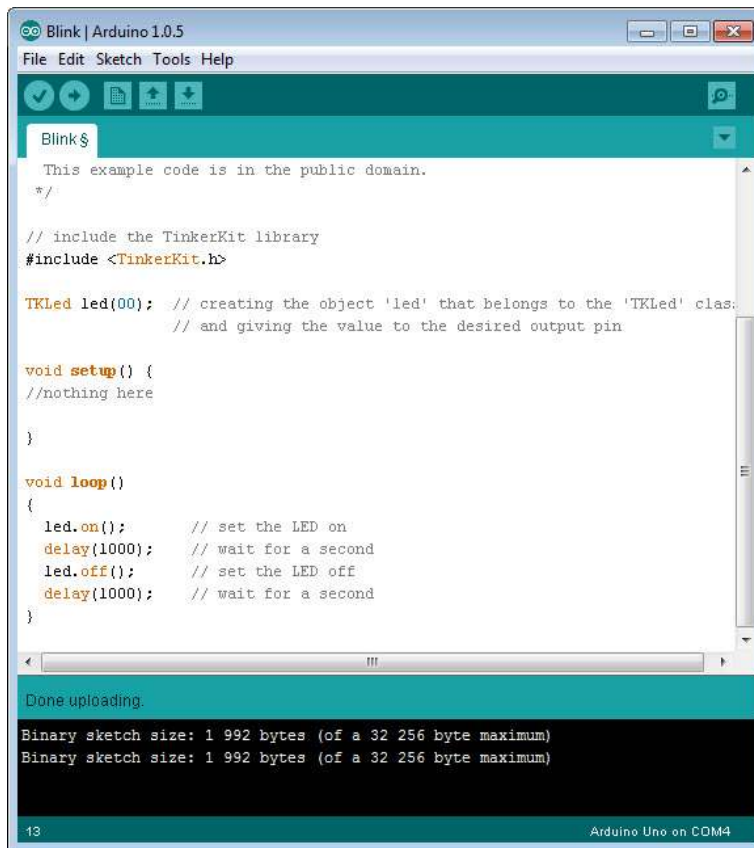 Blink | Arduino 1.0.5
File Edit Sketch Tools Help
Blink §
This example code is in the public domain.
*/
// include the TinkerKit library
#include <TinkerKit.h>
TKLed led(00); // creating the object 'led' that belongs to the 'TKLed' clas
// and giving the value to the desired output pin
void setup() {
//nothing here
}
void loop()
{
led.on(); // set the LED on
delay(1000); // wait for a second
led.off(); // set the LED off
delay(1000); // wait for a second
}
Done uploading.
Binary sketch size: 1 992 bytes (of a 32 256 byte maximum)
Binary sketch size: 1 992 bytes (of a 32 256 byte maximum)
13 Arduino Uno on COM4